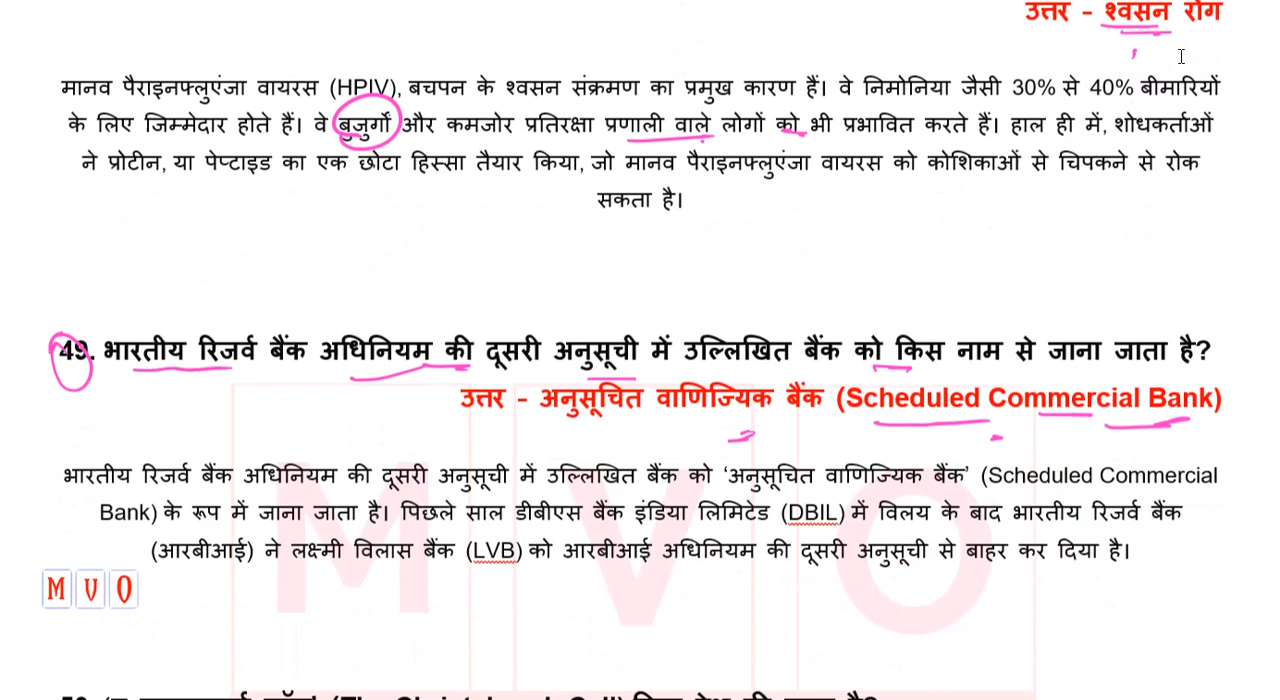 उत्तर - श्वसन रोग
मानव पैराइनफ्लुएंजा वायरस (HPIV), बचपन के श्वसन संक्रमण का प्रमुख कारण हैं। वे निमोनिया जैसी 30% से 40% बीमारियों
के लिए जिम्मेदार होते हैं। वे बुजुर्गों और कमजोर प्रतिरक्षा प्रणाली वाले लोगों को भी प्रभावित करते हैं। हाल ही में, शोधकर्ताओं
ने प्रोटीन, या पेप्टाइड का एक छोटा हिस्सा तैयार किया, जो मानव पैराइनफ्लुएंजा वायरस को कोशिकाओं से चिपकने से रोक
सकता है।
49. भारतीय रिजर्व बैंक अधिनियम की दूसरी अनुसूची में उल्लिखित बैंक को किस नाम से जाना जाता है?
उत्तर - अनुसूचित वाणिज्यिक बैंक (Scheduled Commercial Bank)
भारतीय रिजर्व बैंक अधिनियम की दूसरी अनुसूची में उल्लिखित बैंक को ‘अनुसूचित वाणिज्यिक बैंक’ (Scheduled Commercial
Bank) के रूप में जाना जाता है। पिछले साल डीबीएस बैंक इंडिया लिमिटेड (DBIL) में विलय के बाद भारतीय रिजर्व बैंक
(आरबीआई) ने लक्ष्मी विलास बैंक (LVB) को आरबीआई अधिनियम की दूसरी अनुसूची से बाहर कर दिया है।
M V O
M V O